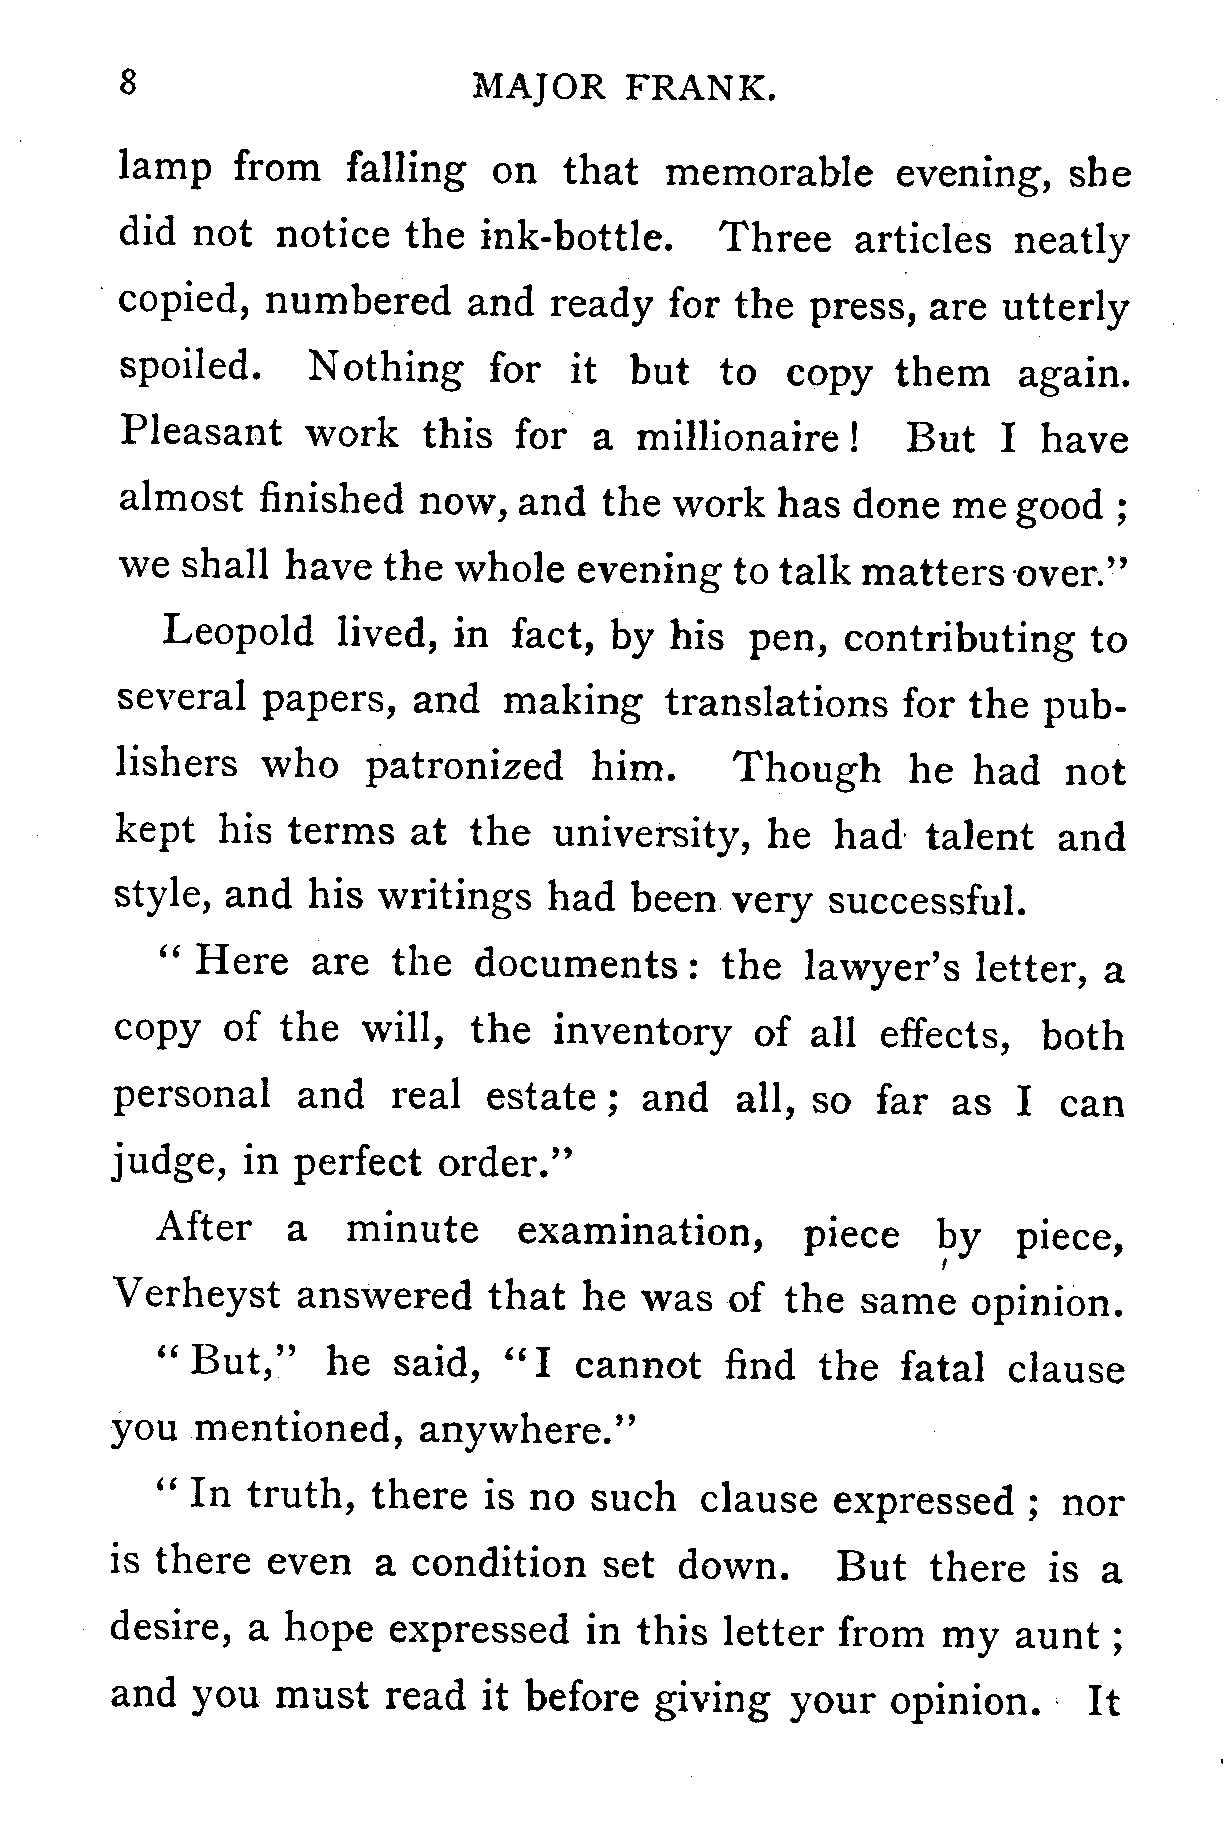 8 MAJOR FRANK.
lamp from falling on that memorable evening, she
did not notice the ink-bottle. Three articles neatly
copied, numbered and ready for the press, are utterly
spoiled. Nothing for it but to copy them again.
Pleasant work this for a millionaire! But I have
almost finished now, and the work has done me good ;
we shall have the whole evening to talk matters over.”
Leopold lived, in fact, by his pen, contributing to
several papers, and making translations for the pub-
lishers who patronized him. Though he had not
kept his terms at the university, he had talent and
style, and his writings had been very successful.
“ Here are the documents : the lawyer’s letter, a
copy of the will, the inventory of all effects, both
personal and real estate ; and all, so far as I can
judge, in perfect order.”
After a minute examination, piece by piece,
Verheyst answered that he was of the same opinion.
“ But,” he said, “I cannot find the fatal clause
you mentioned, anywhere.”
“ In truth, there is no such clause expressed ; nor
is there even a condition set down. But there is a
desire, a hope expressed in this letter from my aunt ;
and you must read it before giving your opinion. It